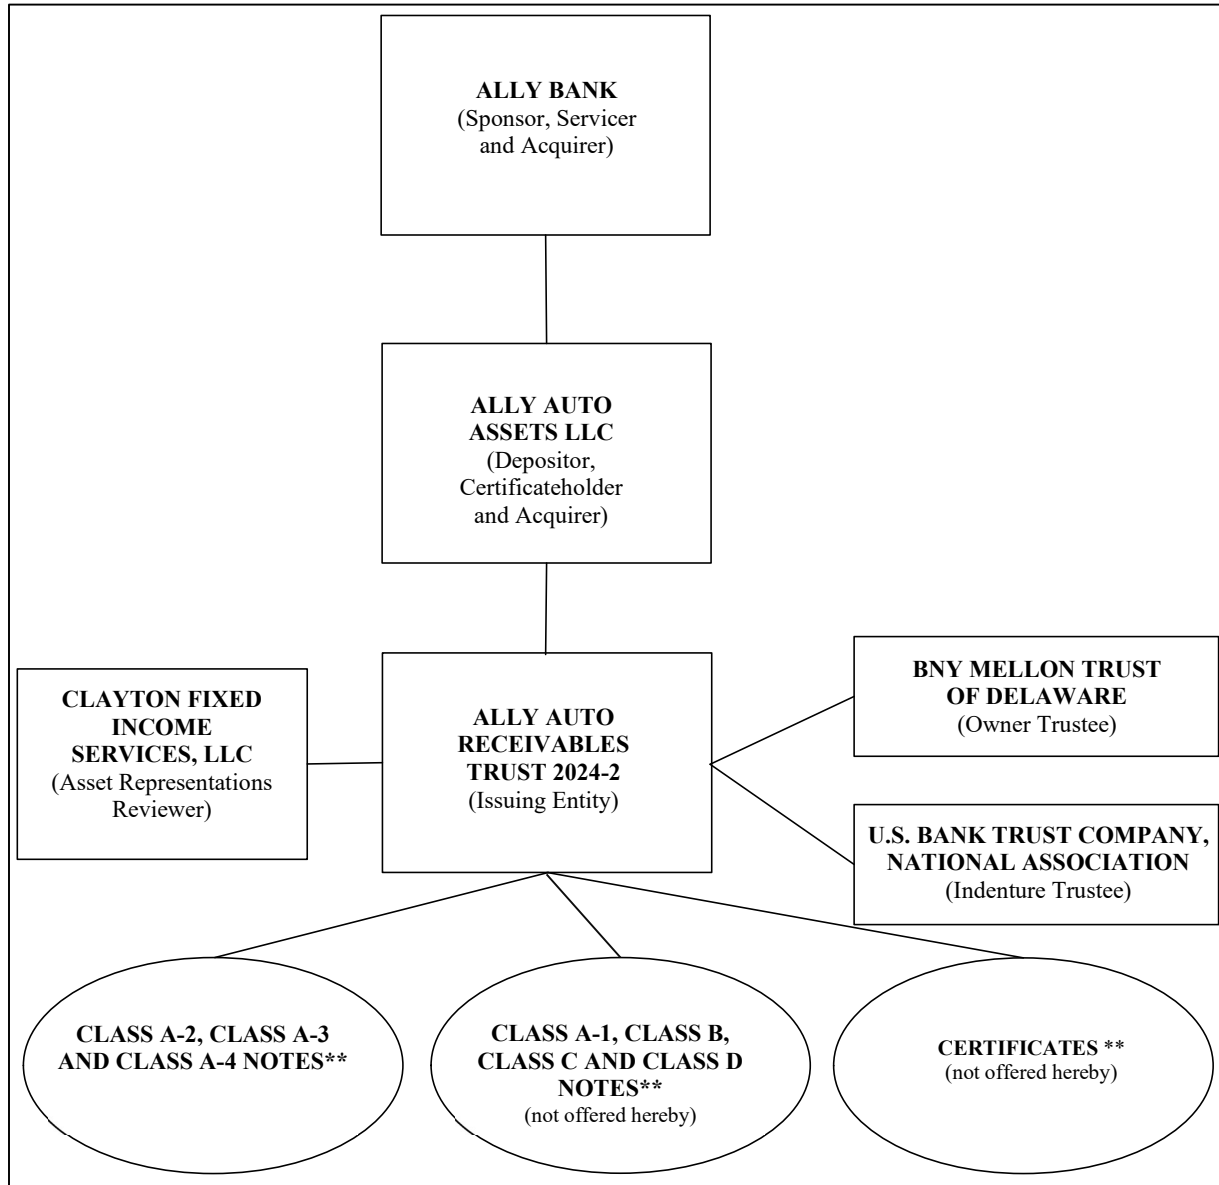 ALLY BANK
(Sponsor, Servicer
and Acquirer)
ALLY AUTO
ASSETS LLC
(Depositor,
Certificateholder
and Acquirer)
CLAYTON FIXED
INCOME
SERVICES, LLC
(Asset Representations
Reviewer)
ALLY AUTO
RECEIVABLES
TRUST 2024-2
(Issuing Entity)
BNY MELLON TRUST
OF DELAWARE
(Owner Trustee)
U.S. BANK TRUST COMPANY,
NATIONAL ASSOCIATION
(Indenture Trustee)
CLASS A-2, CLASS A-3
AND CLASS A-4 NOTES**
CLASS A-1, CLASS B,
CLASS C AND CLASS D
NOTES**
(not offered hereby)
CERTIFICATES **
(not offered hereby)